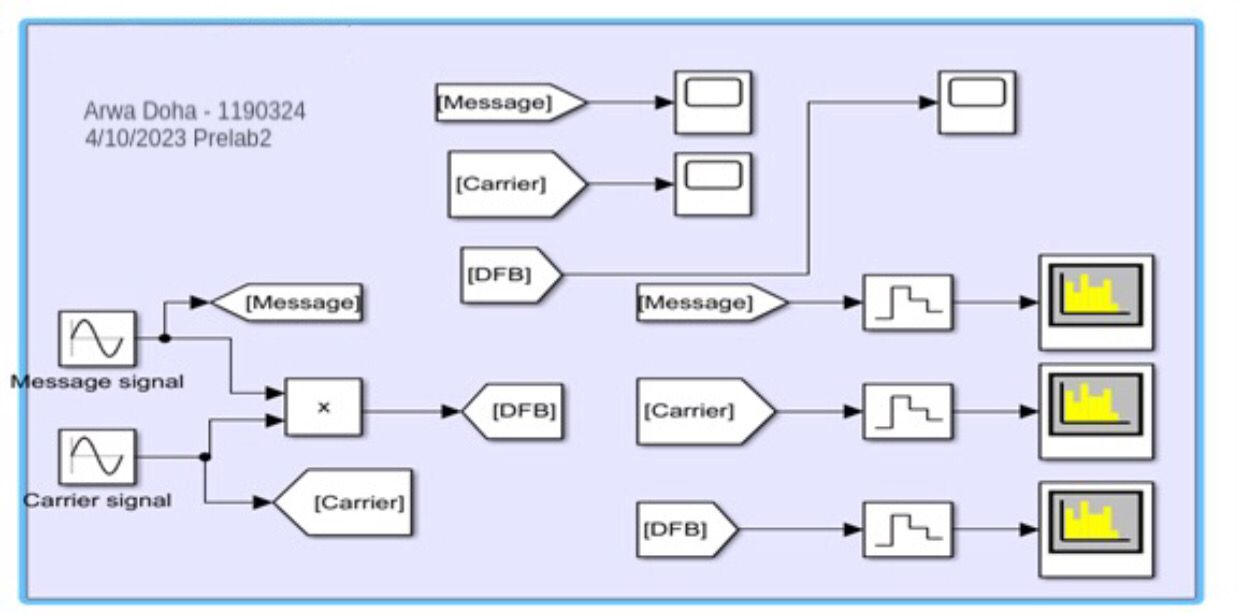 Arwa Doha - 1190324
4/10/2023 Prelab2
[Message]
[Carrier]
[DFB]
[Message]
[Message]
Message signal
x
[DFB]
[Carrier]
Carrier signal
[Carrier]
[DFB]